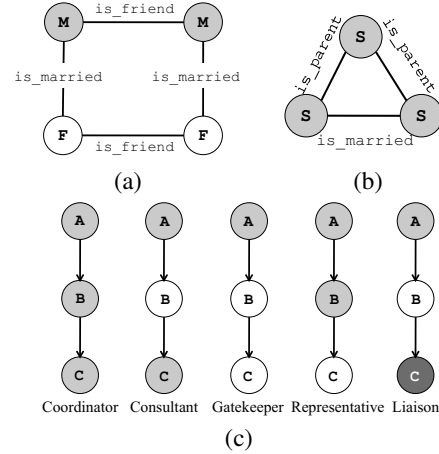 is_friend
M M
is_married is_married
F F
is_friend
(a)
S
is_parent is_parent
S S
is_married
(b)
A A A A A
B B B B B
C C C C C
Coordinator Consultant Gatekeeper Representative Liaison
(c)